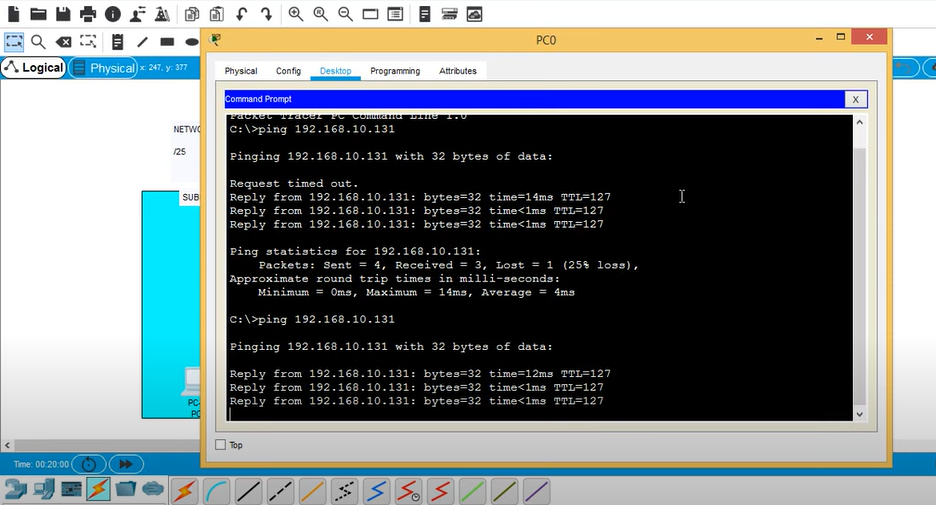 PC0
Logical
Physical
x: 247, y: 377
Physical
Config
Desktop
Programming
Attributes
Command Prompt
X
Packet Tracer PC Command Line 1.0
C:\>ping 192.168.10.131
Pinging 192.168.10.131 with 32 bytes of data:
Request timed out.
Reply from 192.168.10.131: bytes=32 time=14ms TTL=127
Reply from 192.168.10.131: bytes=32 time<1ms TTL=127
Reply from 192.168.10.131: bytes=32 time<1ms TTL=127
Ping statistics for 192.168.10.131:
Packets: Sent = 4, Received = 3, Lost = 1 (25% loss),
Approximate round trip times in milli-seconds:
Minimum = 0ms, Maximum = 14ms, Average = 4ms
C:\>ping 192.168.10.131
Pinging 192.168.10.131 with 32 bytes of data:
Reply from 192.168.10.131: bytes=32 time=12ms TTL=127
Reply from 192.168.10.131: bytes=32 time<1ms TTL=127
Reply from 192.168.10.131: bytes=32 time<1ms TTL=127
NETWO
/25
SUB
PC-
PC
Top
Time: 00:20:00